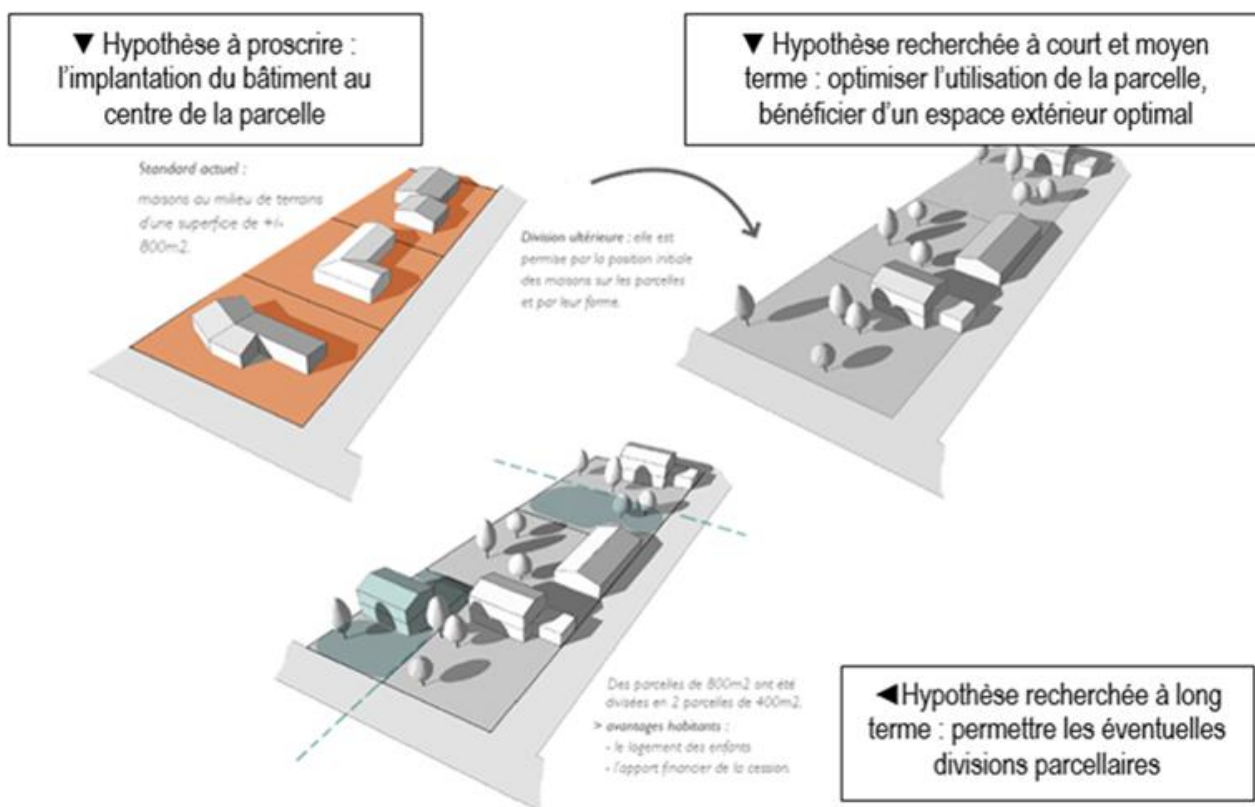 ▼ Hypothèse à proscrire :
l'implantation du bâtiment au
centre de la parcelle
▼ Hypothèse recherchée à court et moyen
terme : optimiser l'utilisation de la parcelle,
bénéficier d'un espace extérieur optimal
Standard actuel :
maisons au milieu de terrains
d'une superficie de +/-
800m2.
Division ultérieure : elle est
permise par la position initiale
des maisons sur les parcelles
et par leur forme.
Des parcelles de 800m2 ont été
divisées en 2 parcelles de 400m2.
> avantages habitants :
- le logement des enfants
- l'apport financier de la cession.
◄Hypothèse recherchée à long
terme : permettre les éventuelles
divisions parcellaires